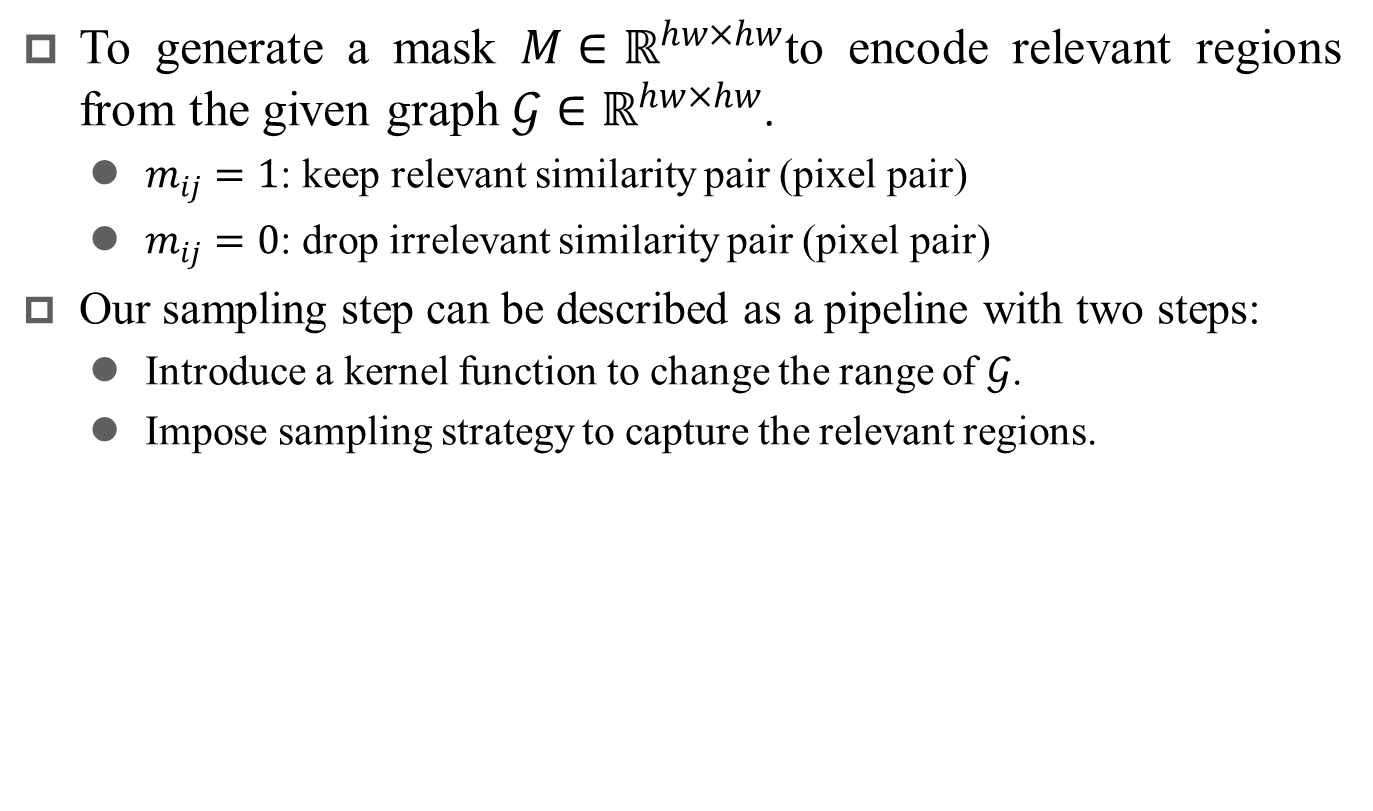 To generate a mask 𝑀 ∈ ℝ^{ℎ𝑤×ℎ𝑤} to encode relevant regions
from the given graph 𝒢 ∈ ℝ^{ℎ𝑤×ℎ𝑤}.
𝑚_{𝑖𝑗} = 1: keep relevant similarity pair (pixel pair)
𝑚_{𝑖𝑗} = 0: drop irrelevant similarity pair (pixel pair)
Our sampling step can be described as a pipeline with two steps:
Introduce a kernel function to change the range of 𝒢.
Impose sampling strategy to capture the relevant regions.